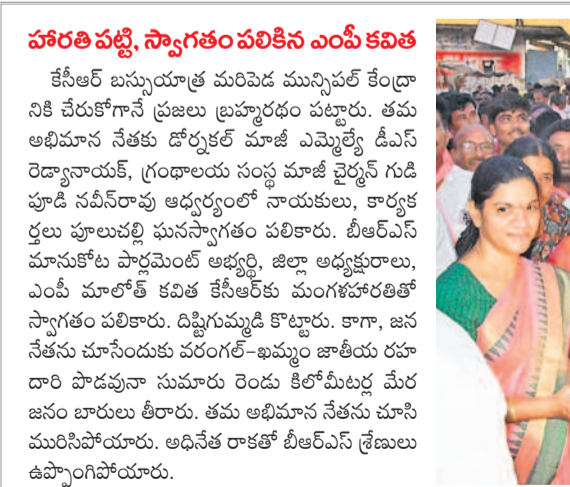 హారతి పట్టి, స్వాగతం పలికిన ఎంపీ కవిత
కేసీఆర్ బస్సుయాత్ర మరిపెడ మున్సిపల్ కేంద్రా
నికి చేరుకోగానే ప్రజలు బ్రహ్మరథం పట్టారు. తమ
అభిమాన నేతకు డోర్నకల్ మాజీ ఎమ్మెల్యే డీఎస్
రెడ్యానాయక్, గ్రంథాలయ సంస్థ మాజీ చైర్మన్ గుడి
పూడి నవీన్‌రావు ఆధ్వర్యంలో నాయకులు, కార్యక
ర్తలు పూలుచల్లి ఘనస్వాగతం పలికారు. బీఆర్ఎస్
మానుకోట పార్లమెంట్ అభ్యర్థి, జిల్లా అధ్యక్షురాలు,
ఎంపీ మాలోత్ కవిత కేసీఆర్‌కు మంగళహారతితో
స్వాగతం పలికారు. దిష్టిగుమ్మడి కొట్టారు. కాగా, జన
నేతను చూసేందుకు వరంగల్-ఖమ్మం జాతీయ రహ
దారి పొడవునా సుమారు రెండు కిలోమీటర్ల మేర
జనం బారులు తీరారు. తమ అభిమాన నేతను చూసి
మురిసిపోయారు. అధినేత రాకతో బీఆర్ఎస్ శ్రేణులు
ఉప్పొంగిపోయారు.